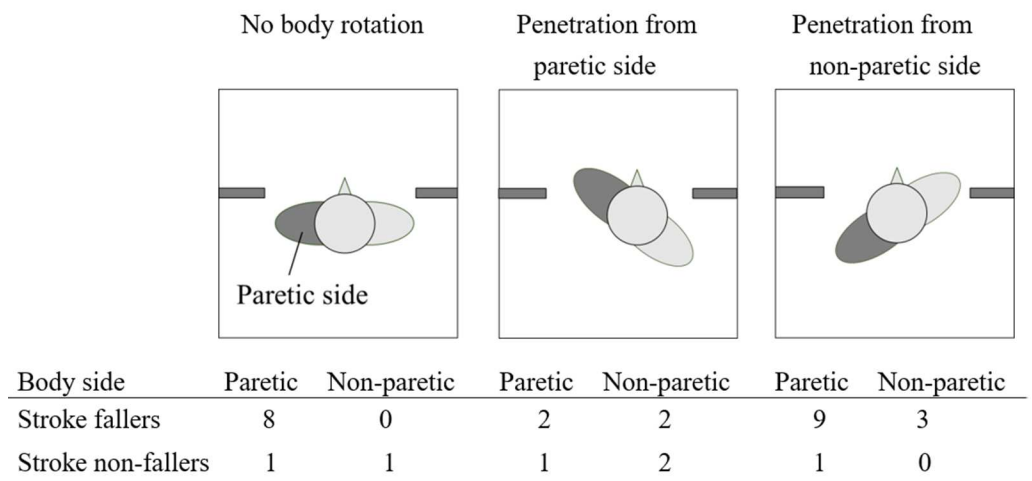 No body rotation
Penetration from
paretic side
Penetration from
non-paretic side
Paretic side
Body side Paretic Non-paretic Paretic Non-paretic Paretic Non-paretic
Stroke fallers 8 0 2 2 9 3
Stroke non-fallers 1 1 1 2 1 0